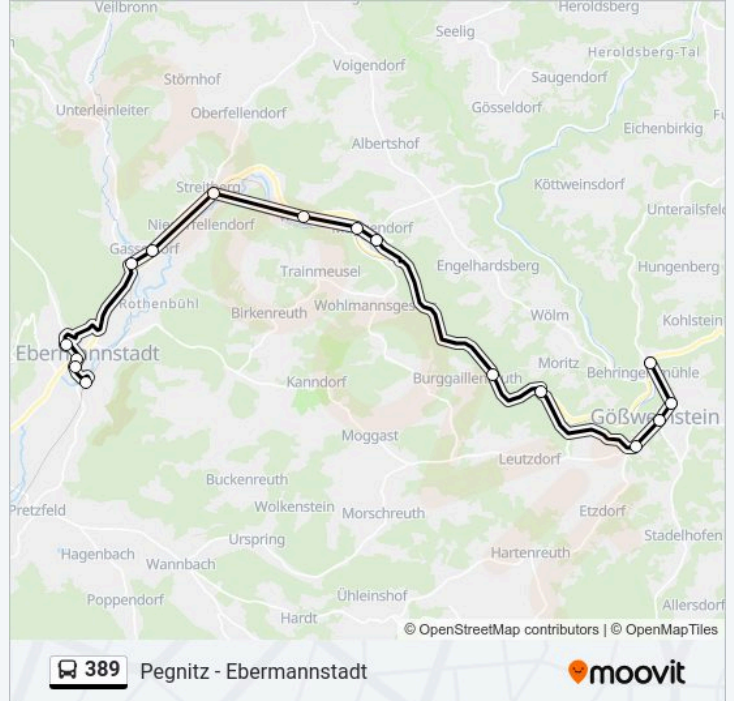 Veilbronn
Heroldsberg
Seelig
Heroldsberg-Tal
Voigendorf
Störnhof
Saugendorf
Unterleinleiter
Oberfellendorf
Gösseldorf
Eichenbirkig
Albertshof
Streitberg
Köttweinsdorf
Unterailsfeld
Trainmeusel
Engelhardsberg
Hungenberg
Rothenbühl
Birkenreuth
Wohlmannsges
Wölm
Kohlstein
Ebermannstadt
Moritz
Kanndorf
Gößweinstein
Moggast
Leutzdorf
Buckenreuth
Pretzfeld
Wolkenstein
Morschreuth
Etzdorf
Urspring
Stadelhofen
Hagenbach
Wannbach
Hartenreuth
Poppendorf
Ühleinshof
Allersdorf
Hardt
© OpenStreetMap contributors | © OpenMapTiles
389 Pegnitz - Ebermannstadt
moovit